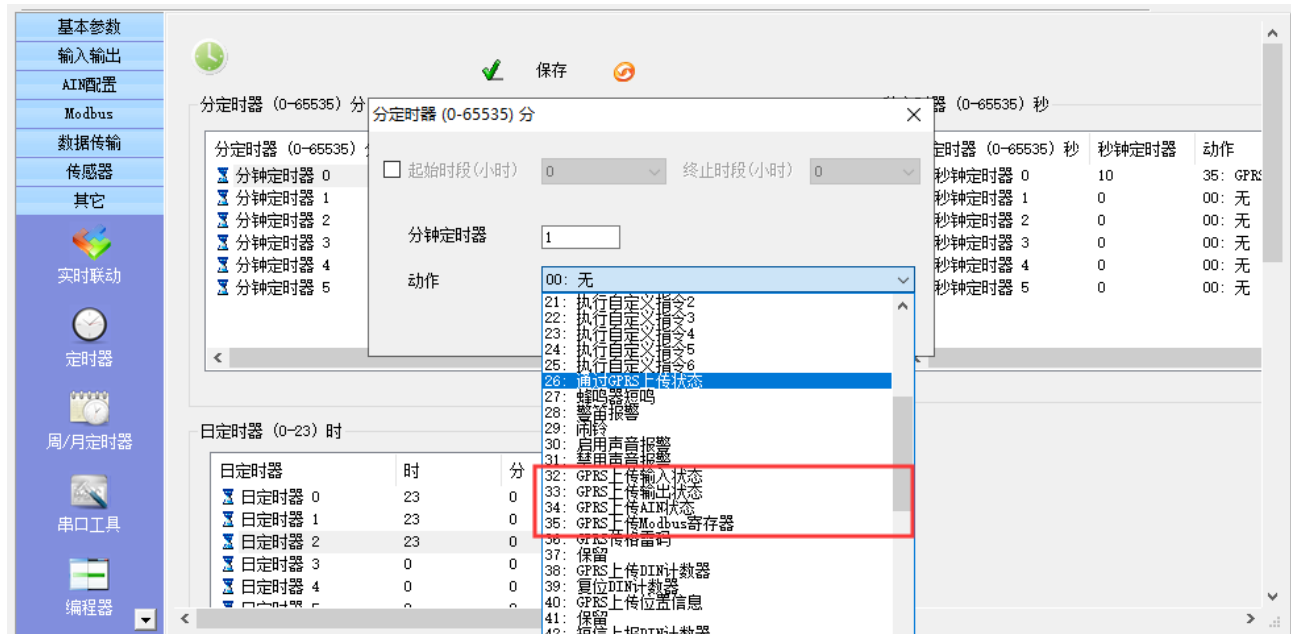 基本参数
输入输出
AIN配置
Modbus
数据传输
传感器
其它
实时联动
定时器
周/月定时器
串口工具
编程器
保存
分定时器 (0-65535) 分
分定时器 (0-65535)
分钟定时器 0
分钟定时器 1
分钟定时器 2
分钟定时器 3
分钟定时器 4
分钟定时器 5
分定时器 (0-65535) 分
起始时段(小时) 0 终止时段(小时) 0
分钟定时器 1
动作 00: 无
21: 执行自定义指令2
22: 执行自定义指令3
23: 执行自定义指令4
24: 执行自定义指令5
25: 执行自定义指令6
26: 通过GPRS上传状态
27: 蜂鸣器短鸣
28: 警笛报警
29: 闹铃
30: 启用声音报警
31: 禁用声音报警
32: GPRS上传输入状态
33: GPRS上传输出状态
34: GPRS上传AIN状态
35: GPRS上传Modbus寄存器
36: GPRS传格雷码
37: 保留
38: GPRS上传DIN计数器
39: 复位DIN计数器
40: GPRS上传位置信息
41: 保留
42: 短信上报DIN计数器
器 (0-65535) 秒
定时器 (0-65535) 秒 秒钟定时器 动作
秒钟定时器 0 10 35: GPRS
秒钟定时器 1 0 00: 无
秒钟定时器 2 0 00: 无
秒钟定时器 3 0 00: 无
秒钟定时器 4 0 00: 无
秒钟定时器 5 0 00: 无
日定时器 (0-23) 时
日定时器 时 分
日定时器 0 23 0
日定时器 1 23 0
日定时器 2 23 0
日定时器 3 0 0
日定时器 4 0 0